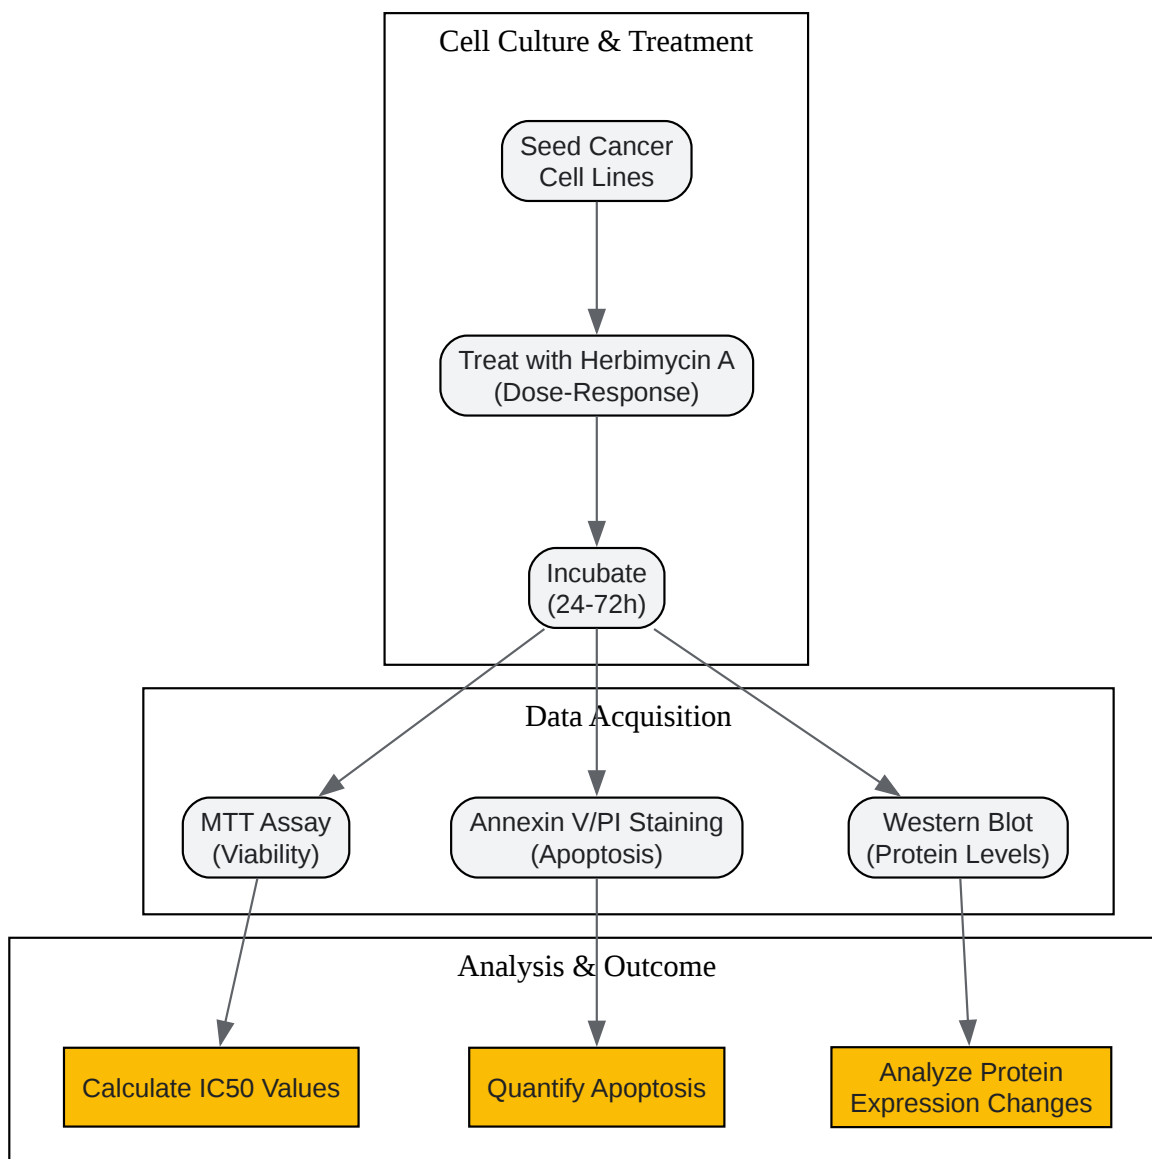 Cell Culture & Treatment
Seed Cancer
Cell Lines
Treat with Herbimycin A
(Dose-Response)
Incubate
(24-72h)
Data Acquisition
MTT Assay
(Viability)
Annexin V/PI Staining
(Apoptosis)
Western Blot
(Protein Levels)
Analysis & Outcome
Calculate IC50 Values
Quantify Apoptosis
Analyze Protein
Expression Changes